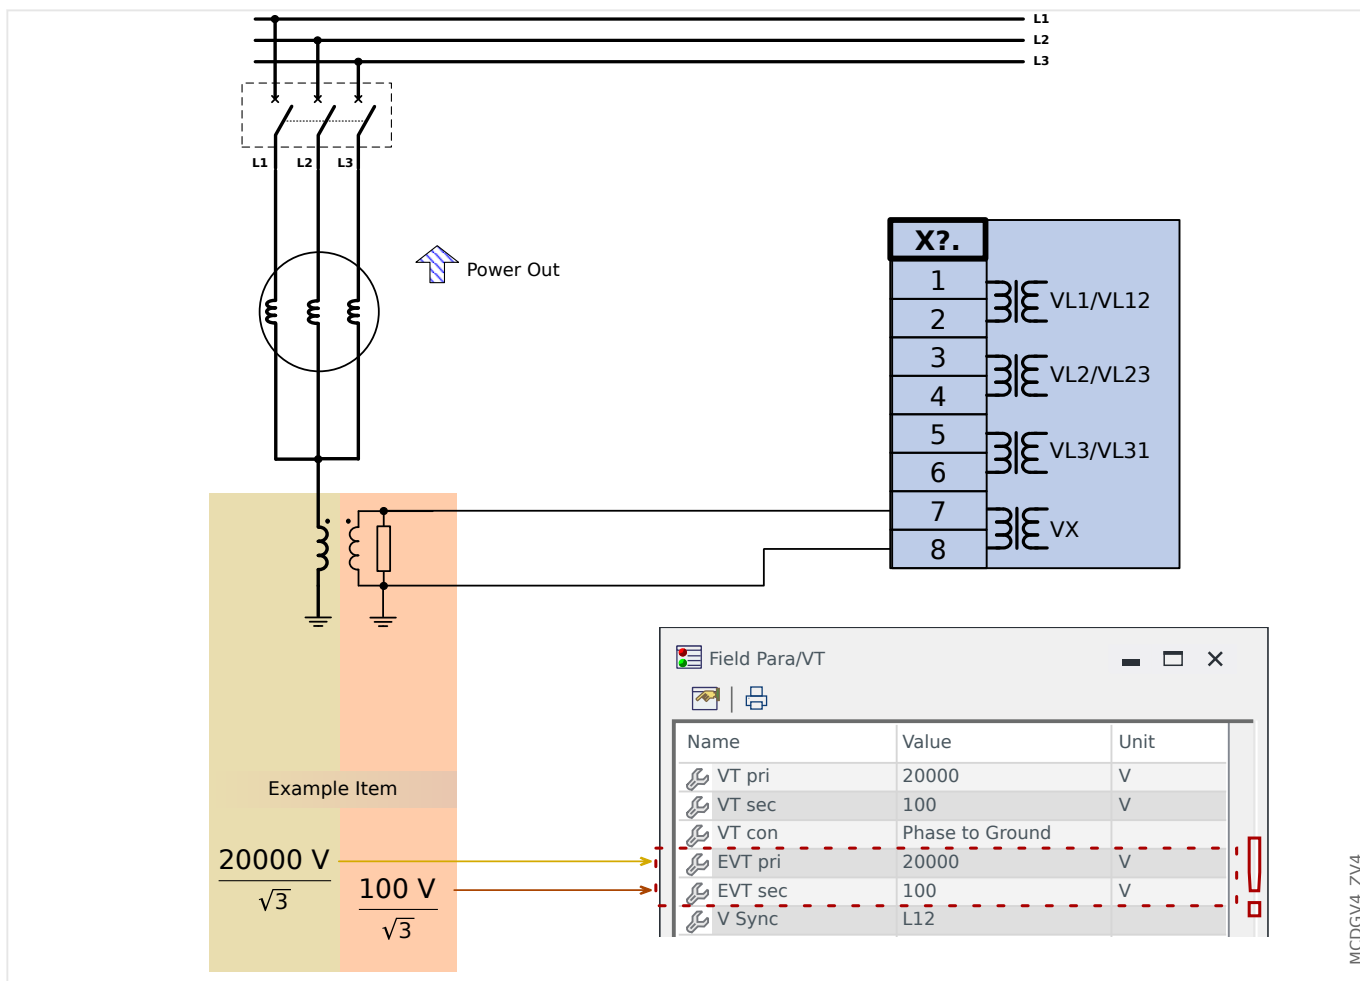 L1
L2
L3
L1 L2 L3
Power Out
X?.
1
2
3
4
5
6
7
8
VL1/VL12
VL2/VL23
VL3/VL31
VX
Field Para/VT
Name Value Unit
VT pri 20000 V
VT sec 100 V
VT con Phase to Ground
EVT pri 20000 V
EVT sec 100 V
V Sync L12
Example Item
20000 V
√3
100 V
√3
MCDGV4_ZV4